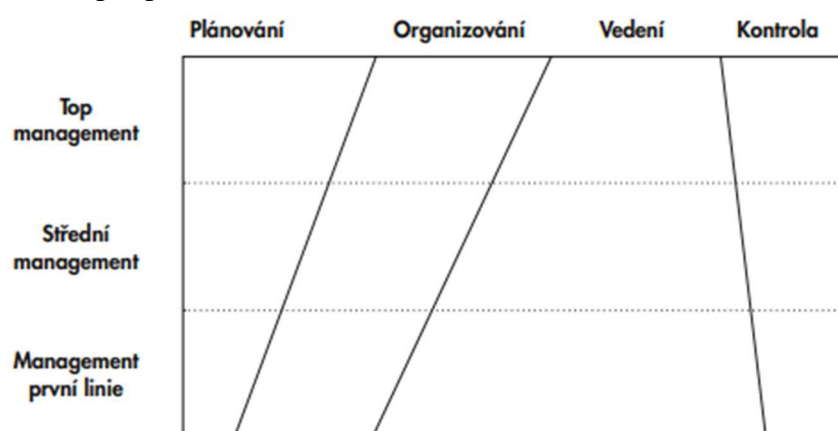 Plánování Organizování Vedení Kontrola
Top
management
Střední
management
Management
první linie